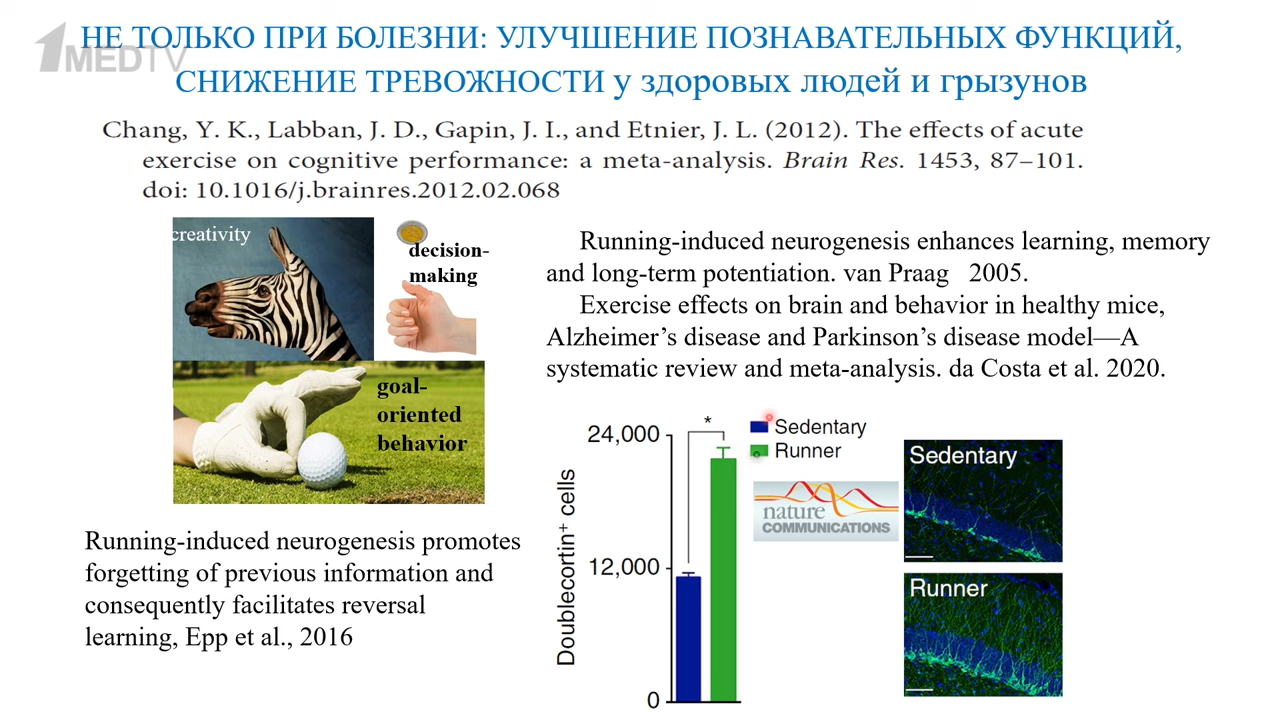 1MEDTV
НЕ ТОЛЬКО ПРИ БОЛЕЗНИ: УЛУЧШЕНИЕ ПОЗНАВАТЕЛЬНЫХ ФУНКЦИЙ,
СНИЖЕНИЕ ТРЕВОЖНОСТИ у здоровых людей и грызунов
Chang, Y. K., Labban, J. D., Gapin, J. I., and Etnier, J. L. (2012). The effects of acute
exercise on cognitive performance: a meta-analysis. Brain Res. 1453, 87–101.
doi: 10.1016/j.brainres.2012.02.068
creativity
decision-
making
goal-
oriented
behavior
Running-induced neurogenesis promotes
forgetting of previous information and
consequently facilitates reversal
learning, Epp et al., 2016
Running-induced neurogenesis enhances learning, memory
and long-term potentiation. van Praag 2005.
Exercise effects on brain and behavior in healthy mice,
Alzheimer’s disease and Parkinson’s disease model—A
systematic review and meta-analysis. da Costa et al. 2020.
Doublecortin+ cells
24,000
12,000
0
*
Sedentary
Runner
nature
COMMUNICATIONS
Sedentary
Runner